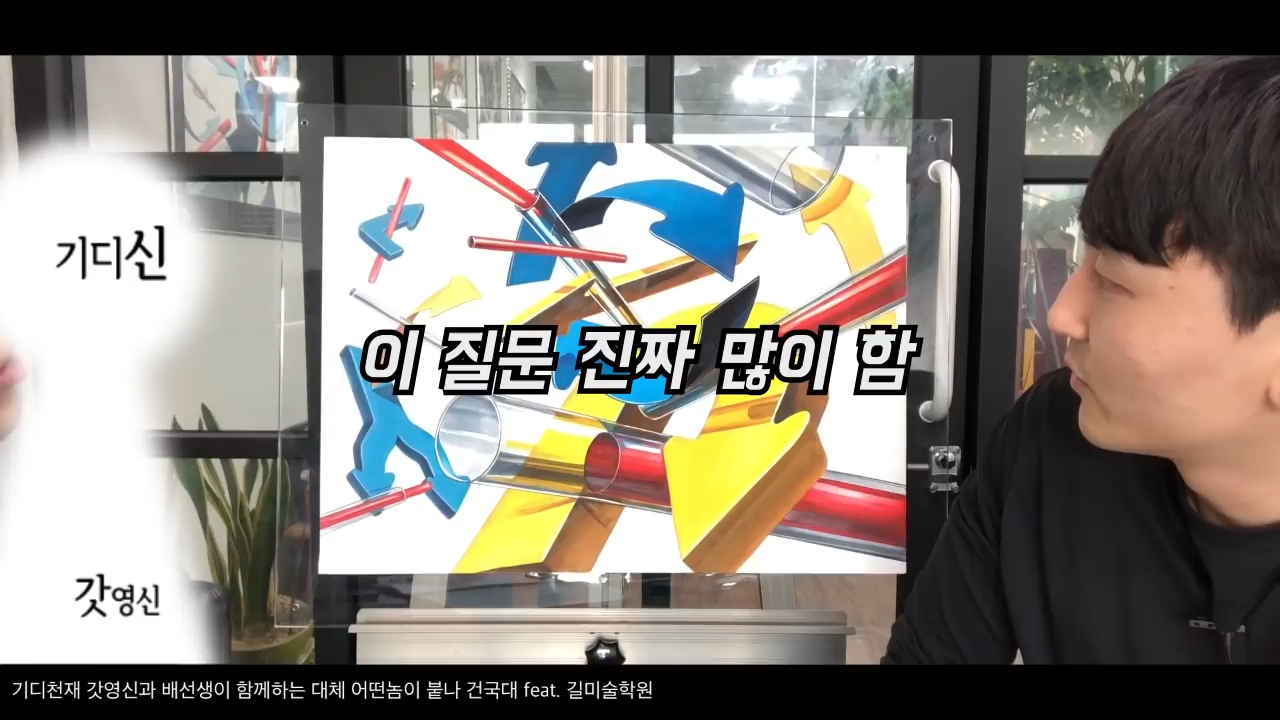 기디신
이 질문 진짜 많이 함
갓영신
기디천재 갓영신과 배선생이 함께하는 대체 어떤놈이 붙나 건국대 feat. 길미술학원